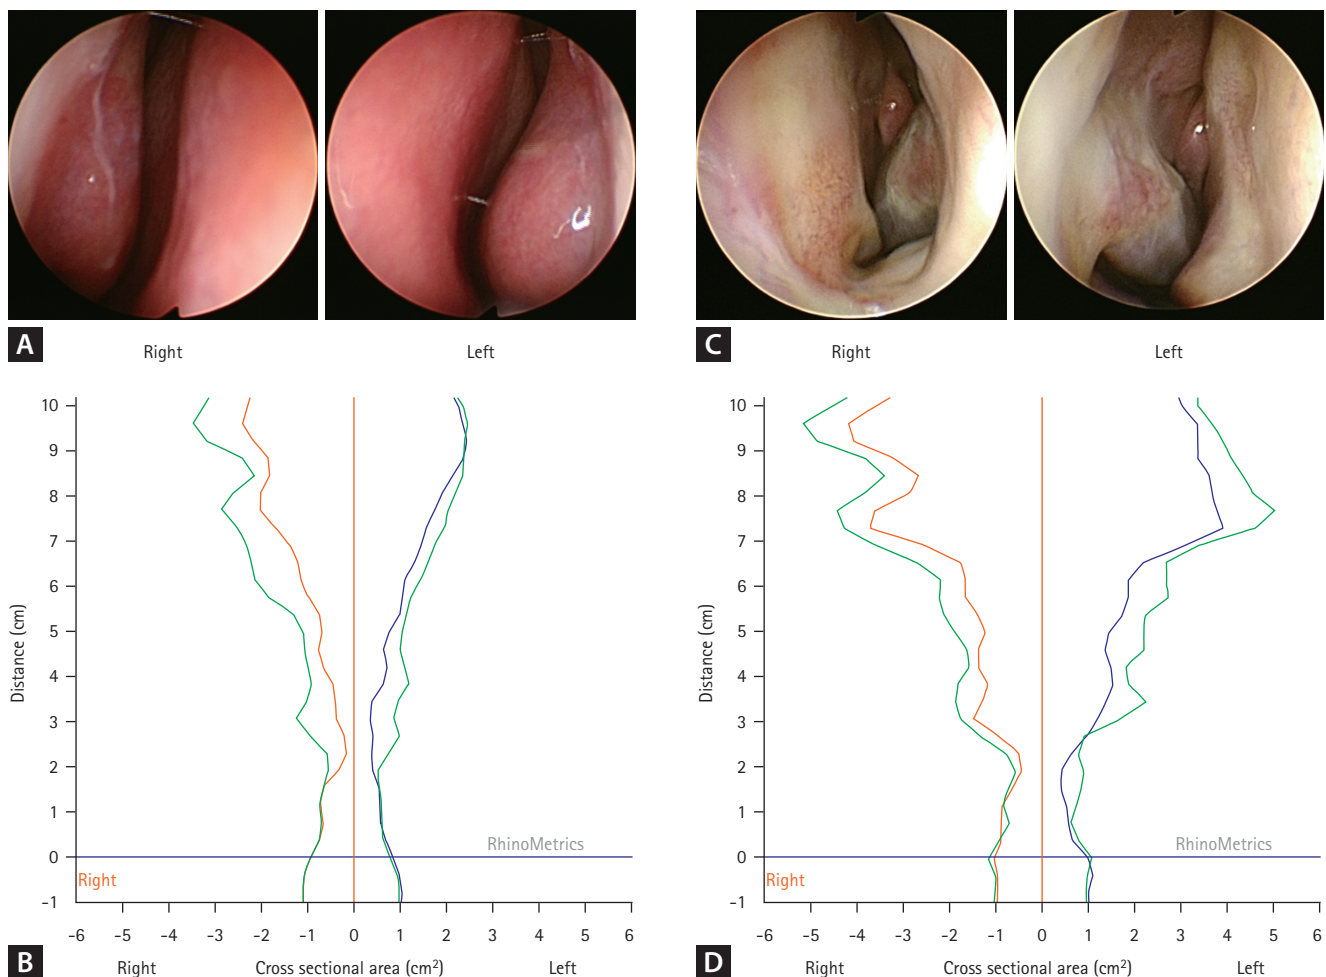 A
Right
Left
C
Right
Left
10
9
8
7
6
5
4
3
2
1
0
-1
Distance (cm)
RhinoMetrics
Right
-6 -5 -4 -3 -2 -1 0 1 2 3 4 5 6
B
Right
Cross sectional area (cm²)
Left
10
9
8
7
6
5
4
3
2
1
0
-1
Distance (cm)
RhinoMetrics
Right
-6 -5 -4 -3 -2 -1 0 1 2 3 4 5 6
D
Right
Cross sectional area (cm²)
Left